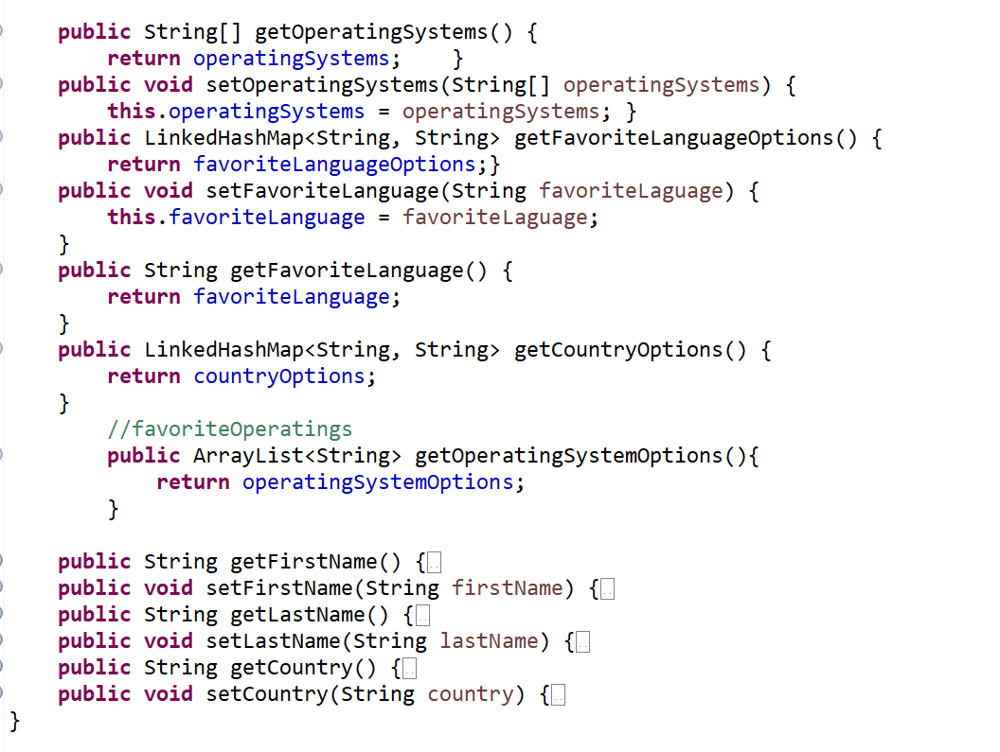 public String[] getOperatingSystems() {
return operatingSystems;    }
public void setOperatingSystems(String[] operatingSystems) {
this.operatingSystems = operatingSystems; }
public LinkedHashMap<String, String> getFavoriteLanguageOptions() {
return favoriteLanguageOptions;}
public void setFavoriteLanguage(String favoriteLaguage) {
this.favoriteLanguage = favoriteLaguage;
}
public String getFavoriteLanguage() {
return favoriteLanguage;
}
public LinkedHashMap<String, String> getCountryOptions() {
return countryOptions;
}
//favoriteOperatings
public ArrayList<String> getOperatingSystemOptions(){
return operatingSystemOptions;
}
public String getFirstName() {..
public void setFirstName(String firstName) {..
public String getLastName() {..
public void setLastName(String lastName) {..
public String getCountry() {..
public void setCountry(String country) {..
}